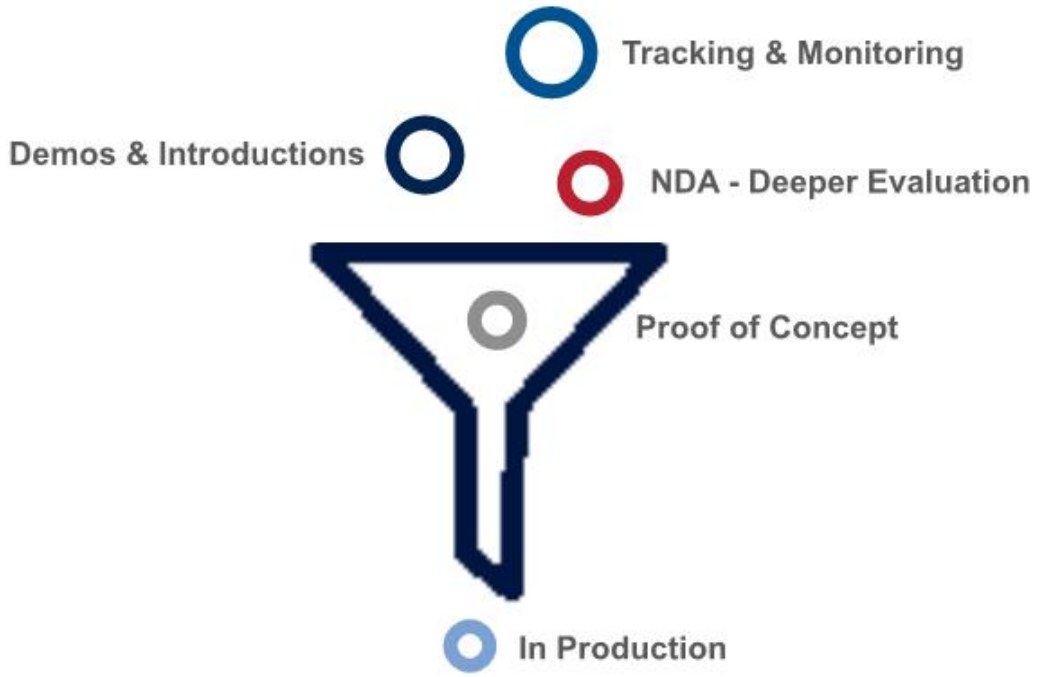 Tracking & Monitoring
Demos & Introductions
NDA - Deeper Evaluation
Proof of Concept
In Production